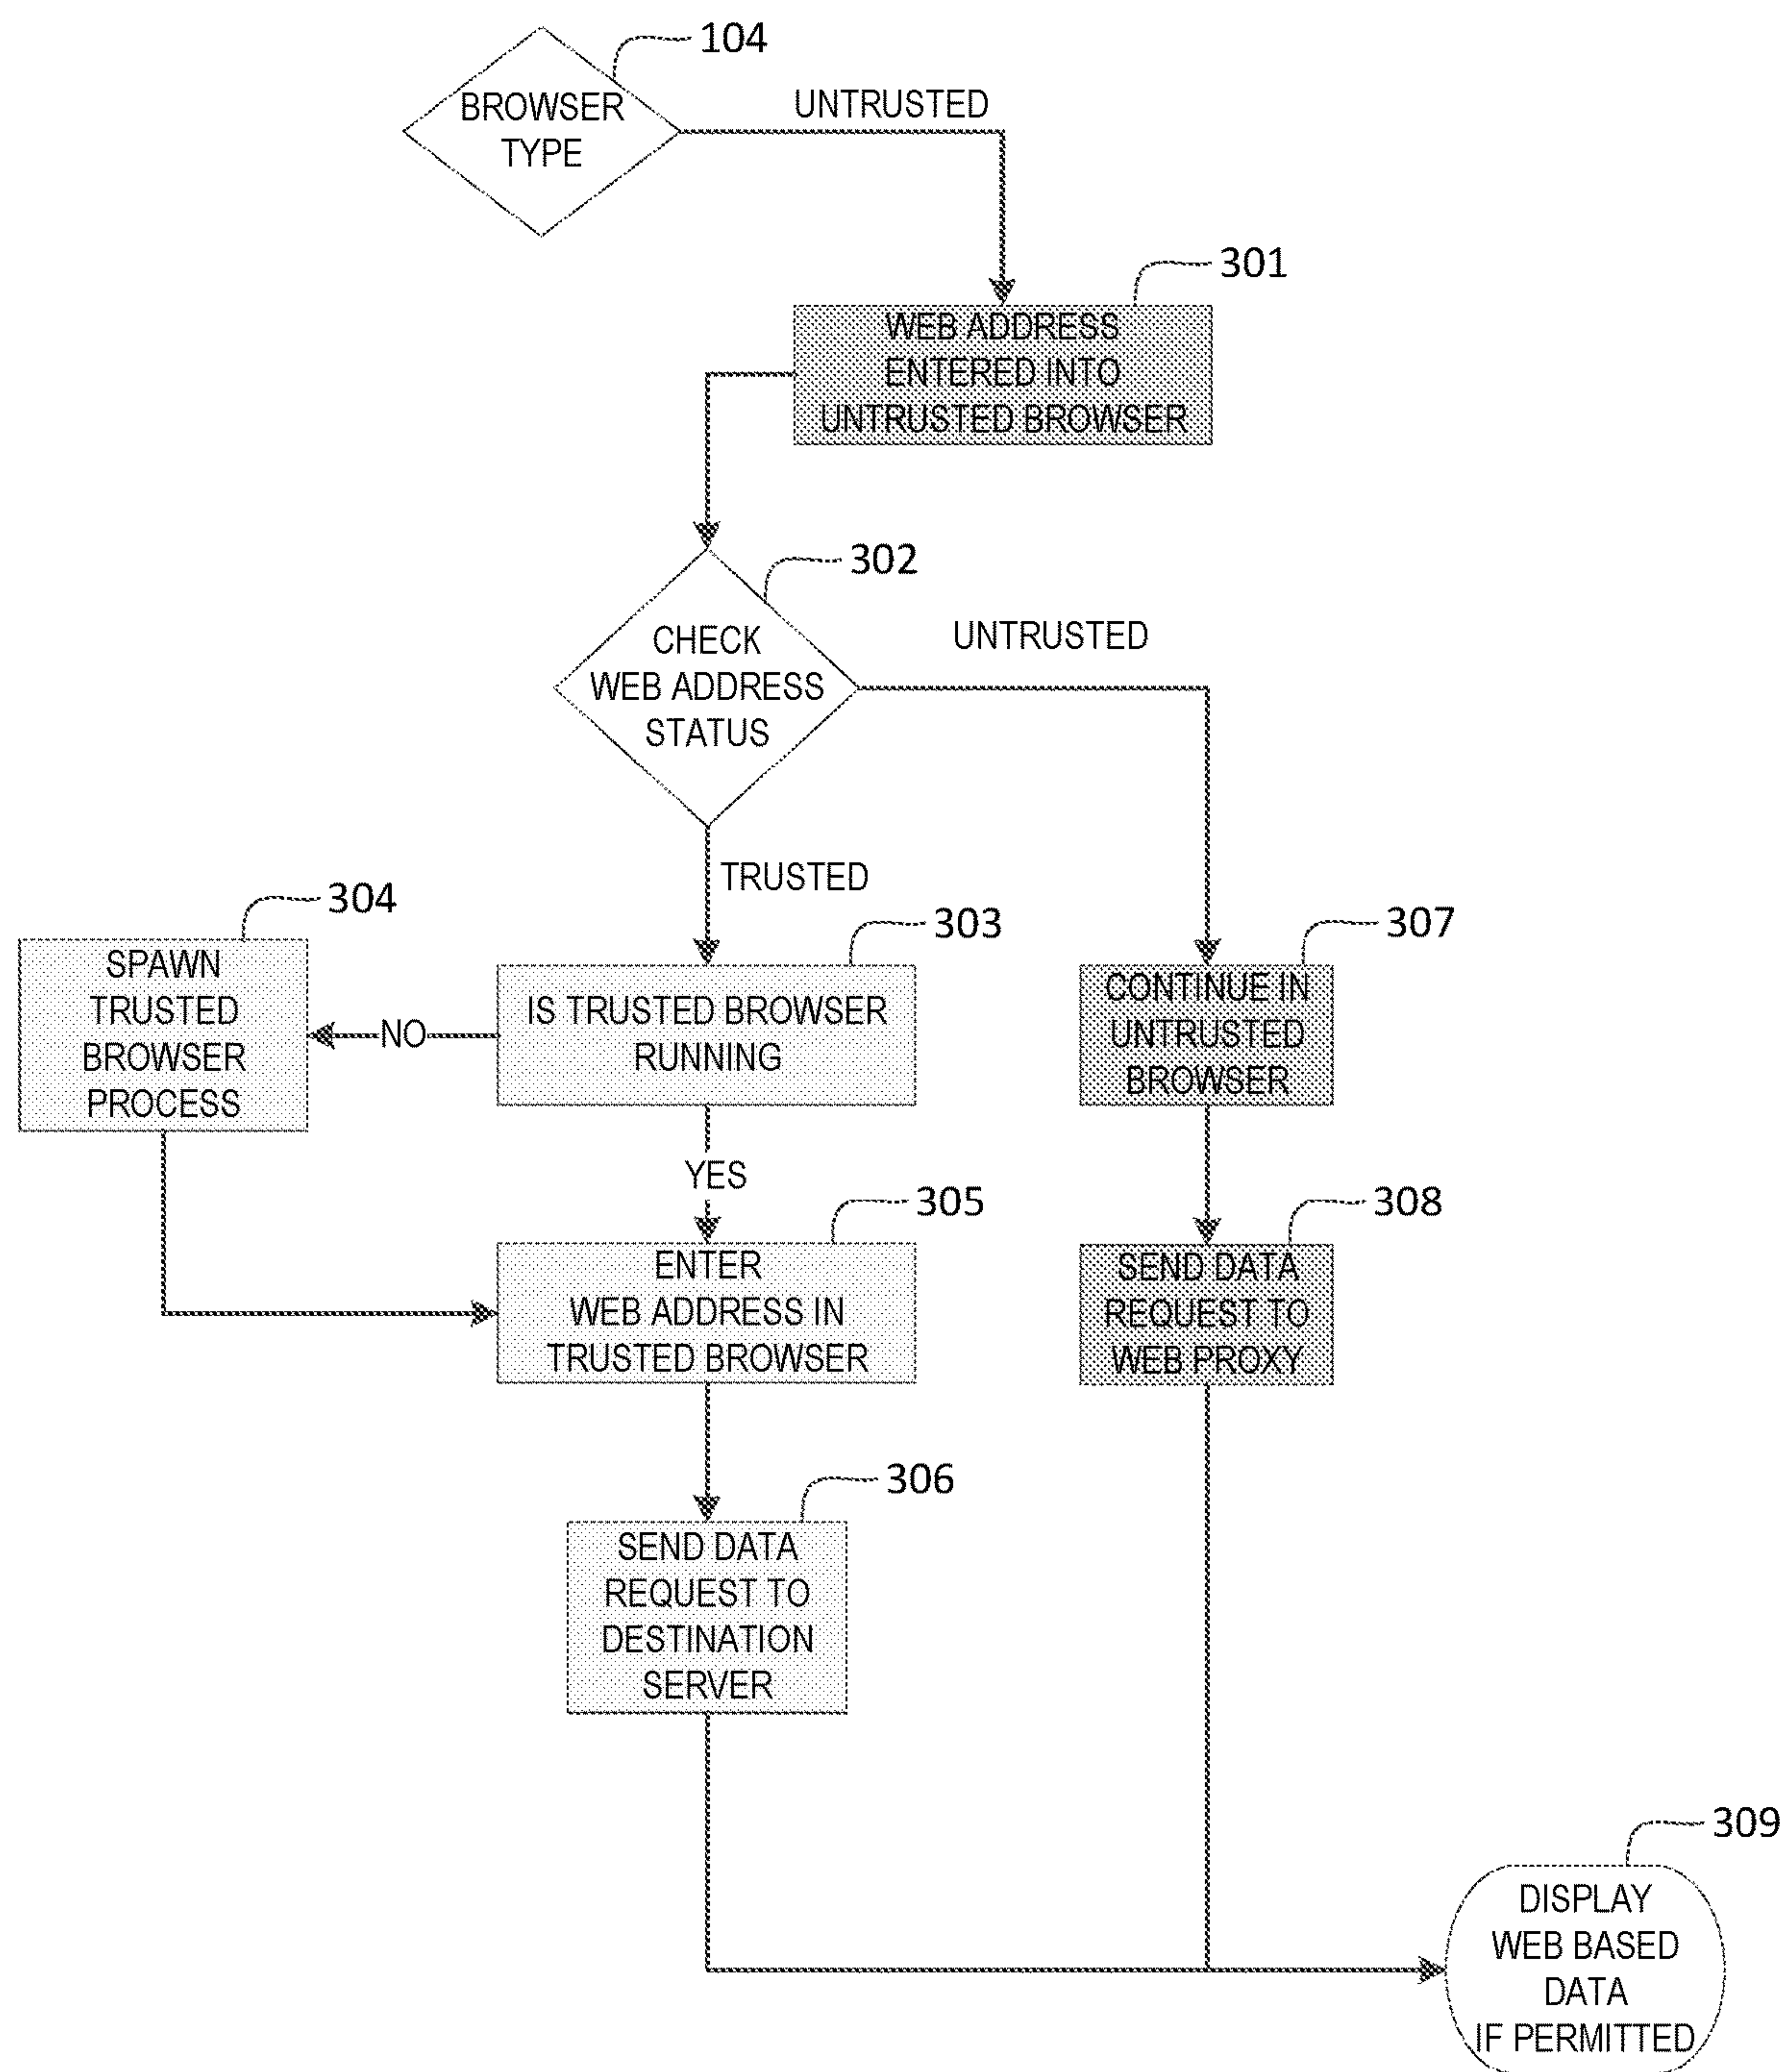 104
BROWSER
TYPE
UNTRUSTED
301
WEB ADDRESS
ENTERED INTO
UNTRUSTED BROWSER
302
CHECK
WEB ADDRESS
STATUS
UNTRUSTED
TRUSTED
304
SPAWN
TRUSTED
BROWSER
PROCESS
NO
303
IS TRUSTED BROWSER
RUNNING
307
CONTINUE IN
UNTRUSTED
BROWSER
YES
305
ENTER
WEB ADDRESS IN
TRUSTED BROWSER
308
SEND DATA
REQUEST TO
WEB PROXY
306
SEND DATA
REQUEST TO
DESTINATION
SERVER
309
DISPLAY
WEB BASED
DATA
IF PERMITTED